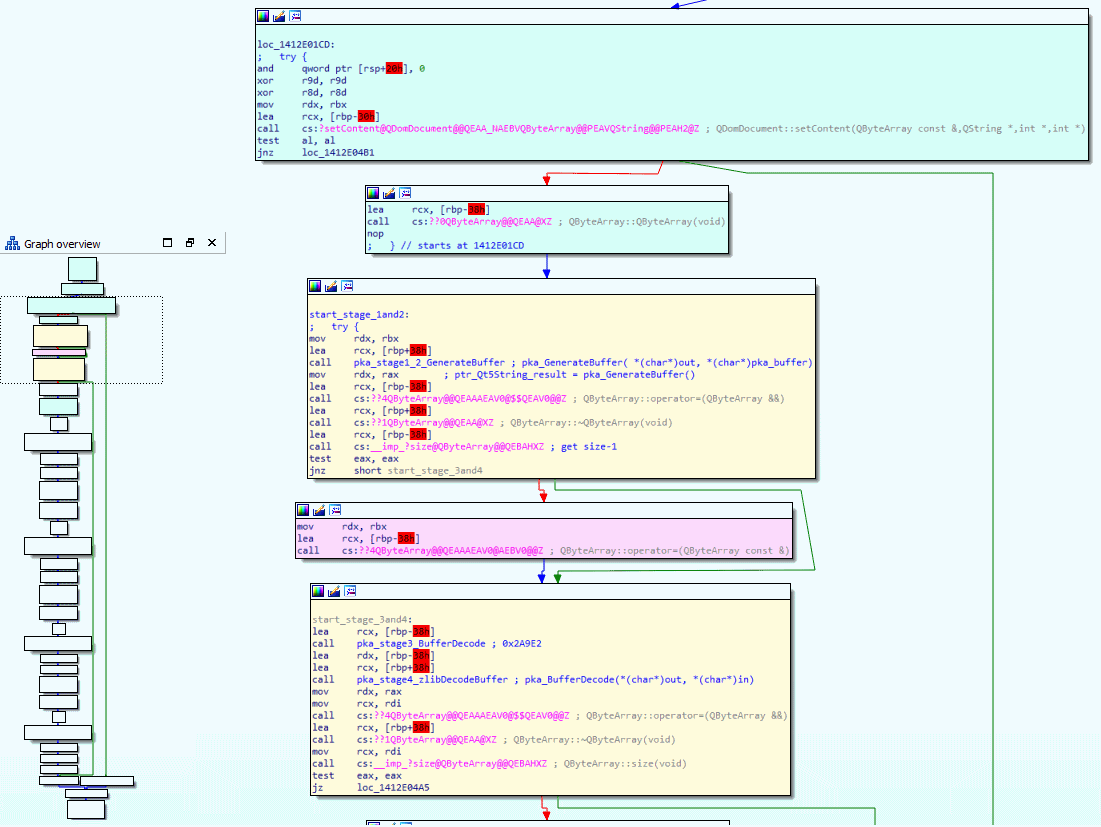 loc_1412E01CD:
;   try {
and     qword ptr [rsp+20h], 0
xor     r9d, r9d
xor     r8d, r8d
mov     rdx, rbx
lea     rcx, [rbp-30h]
call    cs:?setContent@QDomDocument@@QEAA_NAEBVQByteArray@@PEAVQString@@PEAH2@Z ; QDomDocument::setContent(QByteArray const &,QString *,int *,int *)
test    al, al
jnz     loc_1412E04B1
lea     rcx, [rbp-38h]
call    cs:??0QByteArray@@QEAA@XZ ; QByteArray::QByteArray(void)
nop
;   } // starts at 1412E01CD
Graph overview
start_stage_1and2:
;   try {
mov     rdx, rbx
lea     rcx, [rbp+38h]
call    pka_stage1_2_GenerateBuffer ; pka_GenerateBuffer( *(char*)out, *(char*)pka_buffer)
mov     rdx, rax        ; ptr_Qt5String_result = pka_GenerateBuffer()
lea     rcx, [rbp-38h]
call    cs:??4QByteArray@@QEAAAEAV0@$$QEAV0@@Z ; QByteArray::operator=(QByteArray &&)
lea     rcx, [rbp+38h]
call    cs:??1QByteArray@@QEAA@XZ ; QByteArray::~QByteArray(void)
lea     rcx, [rbp-38h]
call    cs:__imp_?size@QByteArray@@QEBAHXZ ; get size-1
test    eax, eax
jnz     short start_stage_3and4
mov     rdx, rbx
lea     rcx, [rbp-38h]
call    cs:??4QByteArray@@QEAAAEAV0@AEBV0@@Z ; QByteArray::operator=(QByteArray const &)
start_stage_3and4:
lea     rcx, [rbp-38h]
call    pka_stage3_BufferDecode ; 0x2A9E2
lea     rdx, [rbp-38h]
lea     rcx, [rbp+38h]
call    pka_stage4_zlibDecodeBuffer ; pka_BufferDecode(*(char*)out, *(char*)in)
mov     rdx, rax
mov     rcx, rdi
call    cs:??4QByteArray@@QEAAAEAV0@$$QEAV0@@Z ; QByteArray::operator=(QByteArray &&)
lea     rcx, [rbp+38h]
call    cs:??1QByteArray@@QEAA@XZ ; QByteArray::~QByteArray(void)
mov     rcx, rdi
call    cs:__imp_?size@QByteArray@@QEBAHXZ ; QByteArray::size(void)
test    eax, eax
jz      loc_1412E04A5